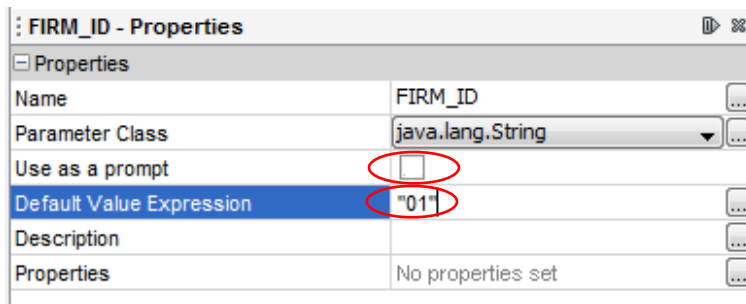 FIRM_ID - Properties
Properties
Name FIRM_ID ...
Parameter Class java.lang.String ...
Use as a prompt
Default Value Expression "01" ...
Description ...
Properties No properties set ...